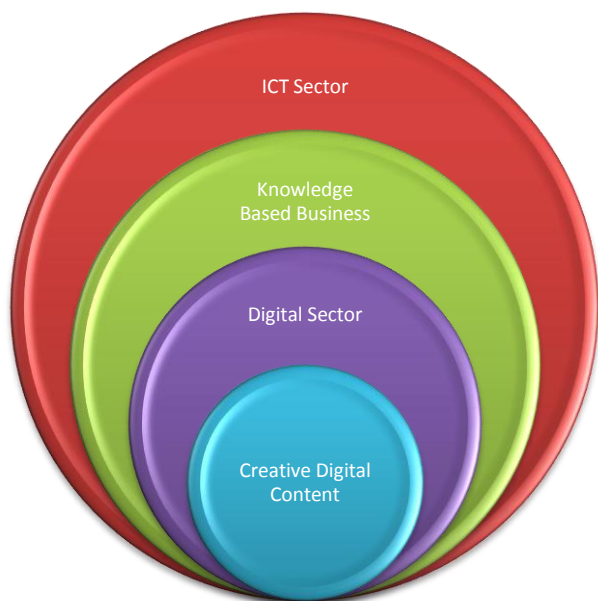 ICT Sector
Knowledge
Based Business
Digital Sector
Creative Digital
Content